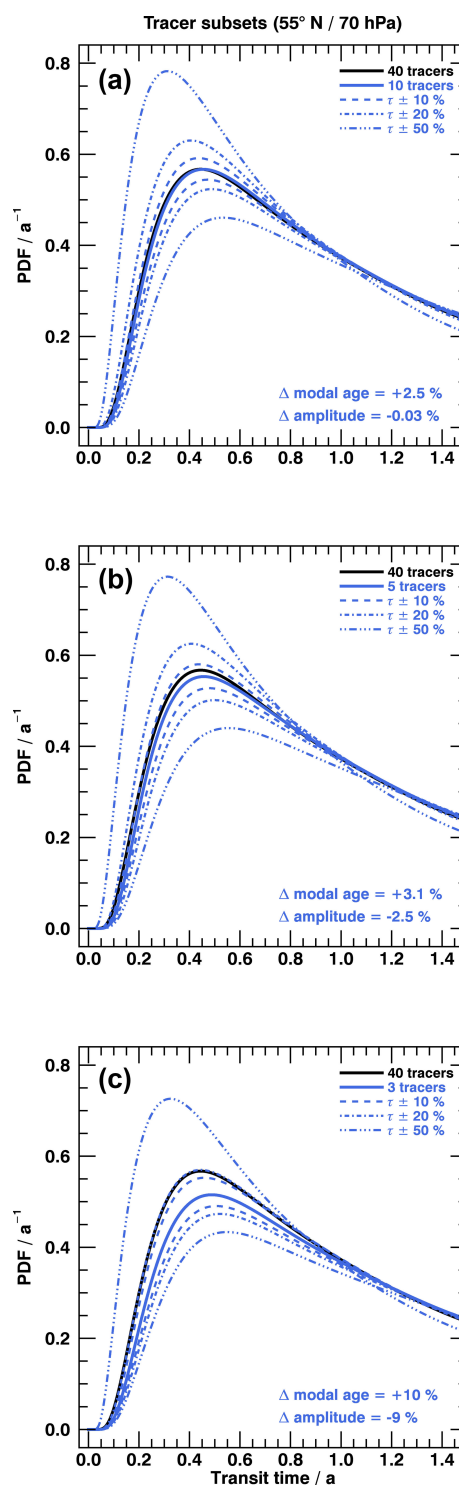 Tracer subsets (55° N / 70 hPa)
(a)
40 tracers
10 tracers
τ ± 10 %
τ ± 20 %
τ ± 50 %
0.8
0.6
0.4
0.2
0.0
PDF / a⁻¹
Δ modal age = +2.5 %
Δ amplitude = -0.03 %
0.0 0.2 0.4 0.6 0.8 1.0 1.2 1.4
(b)
40 tracers
5 tracers
τ ± 10 %
τ ± 20 %
τ ± 50 %
0.8
0.6
0.4
0.2
0.0
PDF / a⁻¹
Δ modal age = +3.1 %
Δ amplitude = -2.5 %
0.0 0.2 0.4 0.6 0.8 1.0 1.2 1.4
(c)
40 tracers
3 tracers
τ ± 10 %
τ ± 20 %
τ ± 50 %
0.8
0.6
0.4
0.2
0.0
PDF / a⁻¹
Δ modal age = +10 %
Δ amplitude = -9 %
0.0 0.2 0.4 0.6 0.8 1.0 1.2 1.4
Transit time / a